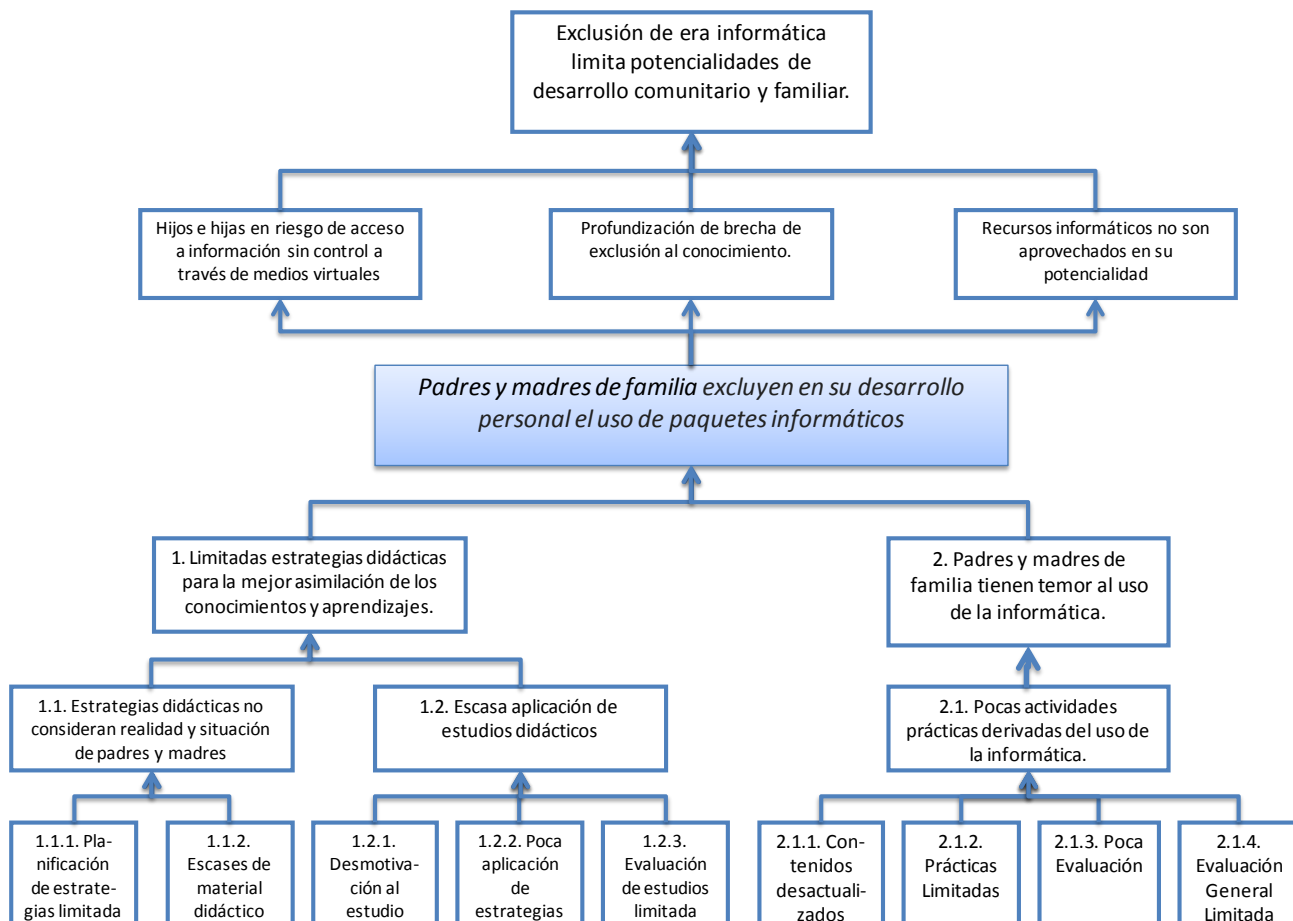 Exclusión de era informática
limita potencialidades de
desarrollo comunitario y familiar.
Hijos e hijas en riesgo de acceso
a información sin control a
través de medios virtuales
Profundización de brecha de
exclusión al conocimiento.
Recursos informáticos no son
aprovechados en su
potencialidad
Padres y madres de familia excluyen en su desarrollo
personal el uso de paquetes informáticos
1. Limitadas estrategias didácticas
para la mejor asimilación de los
conocimientos y aprendizajes.
2. Padres y madres de
familia tienen temor al uso
de la informática.
1.1. Estrategias didácticas no
consideran realidad y situación
de padres y madres
1.2. Escasa aplicación de
estudios didácticos
2.1. Pocas actividades
prácticas derivadas del uso de
la informática.
1.1.1. Pla-
nificación
de estrate-
gias limitada
1.1.2.
Escases de
material
didáctico
1.2.1.
Desmotiva-
ción al
estudio
1.2.2. Poca
aplicación
de
estrategias
1.2.3.
Evaluación
de estudios
limitada
2.1.1. Con-
tenidos
desactuali-
zados
2.1.2.
Prácticas
Limitadas
2.1.3. Poca
Evaluación
2.1.4.
Evaluación
General
Limitada